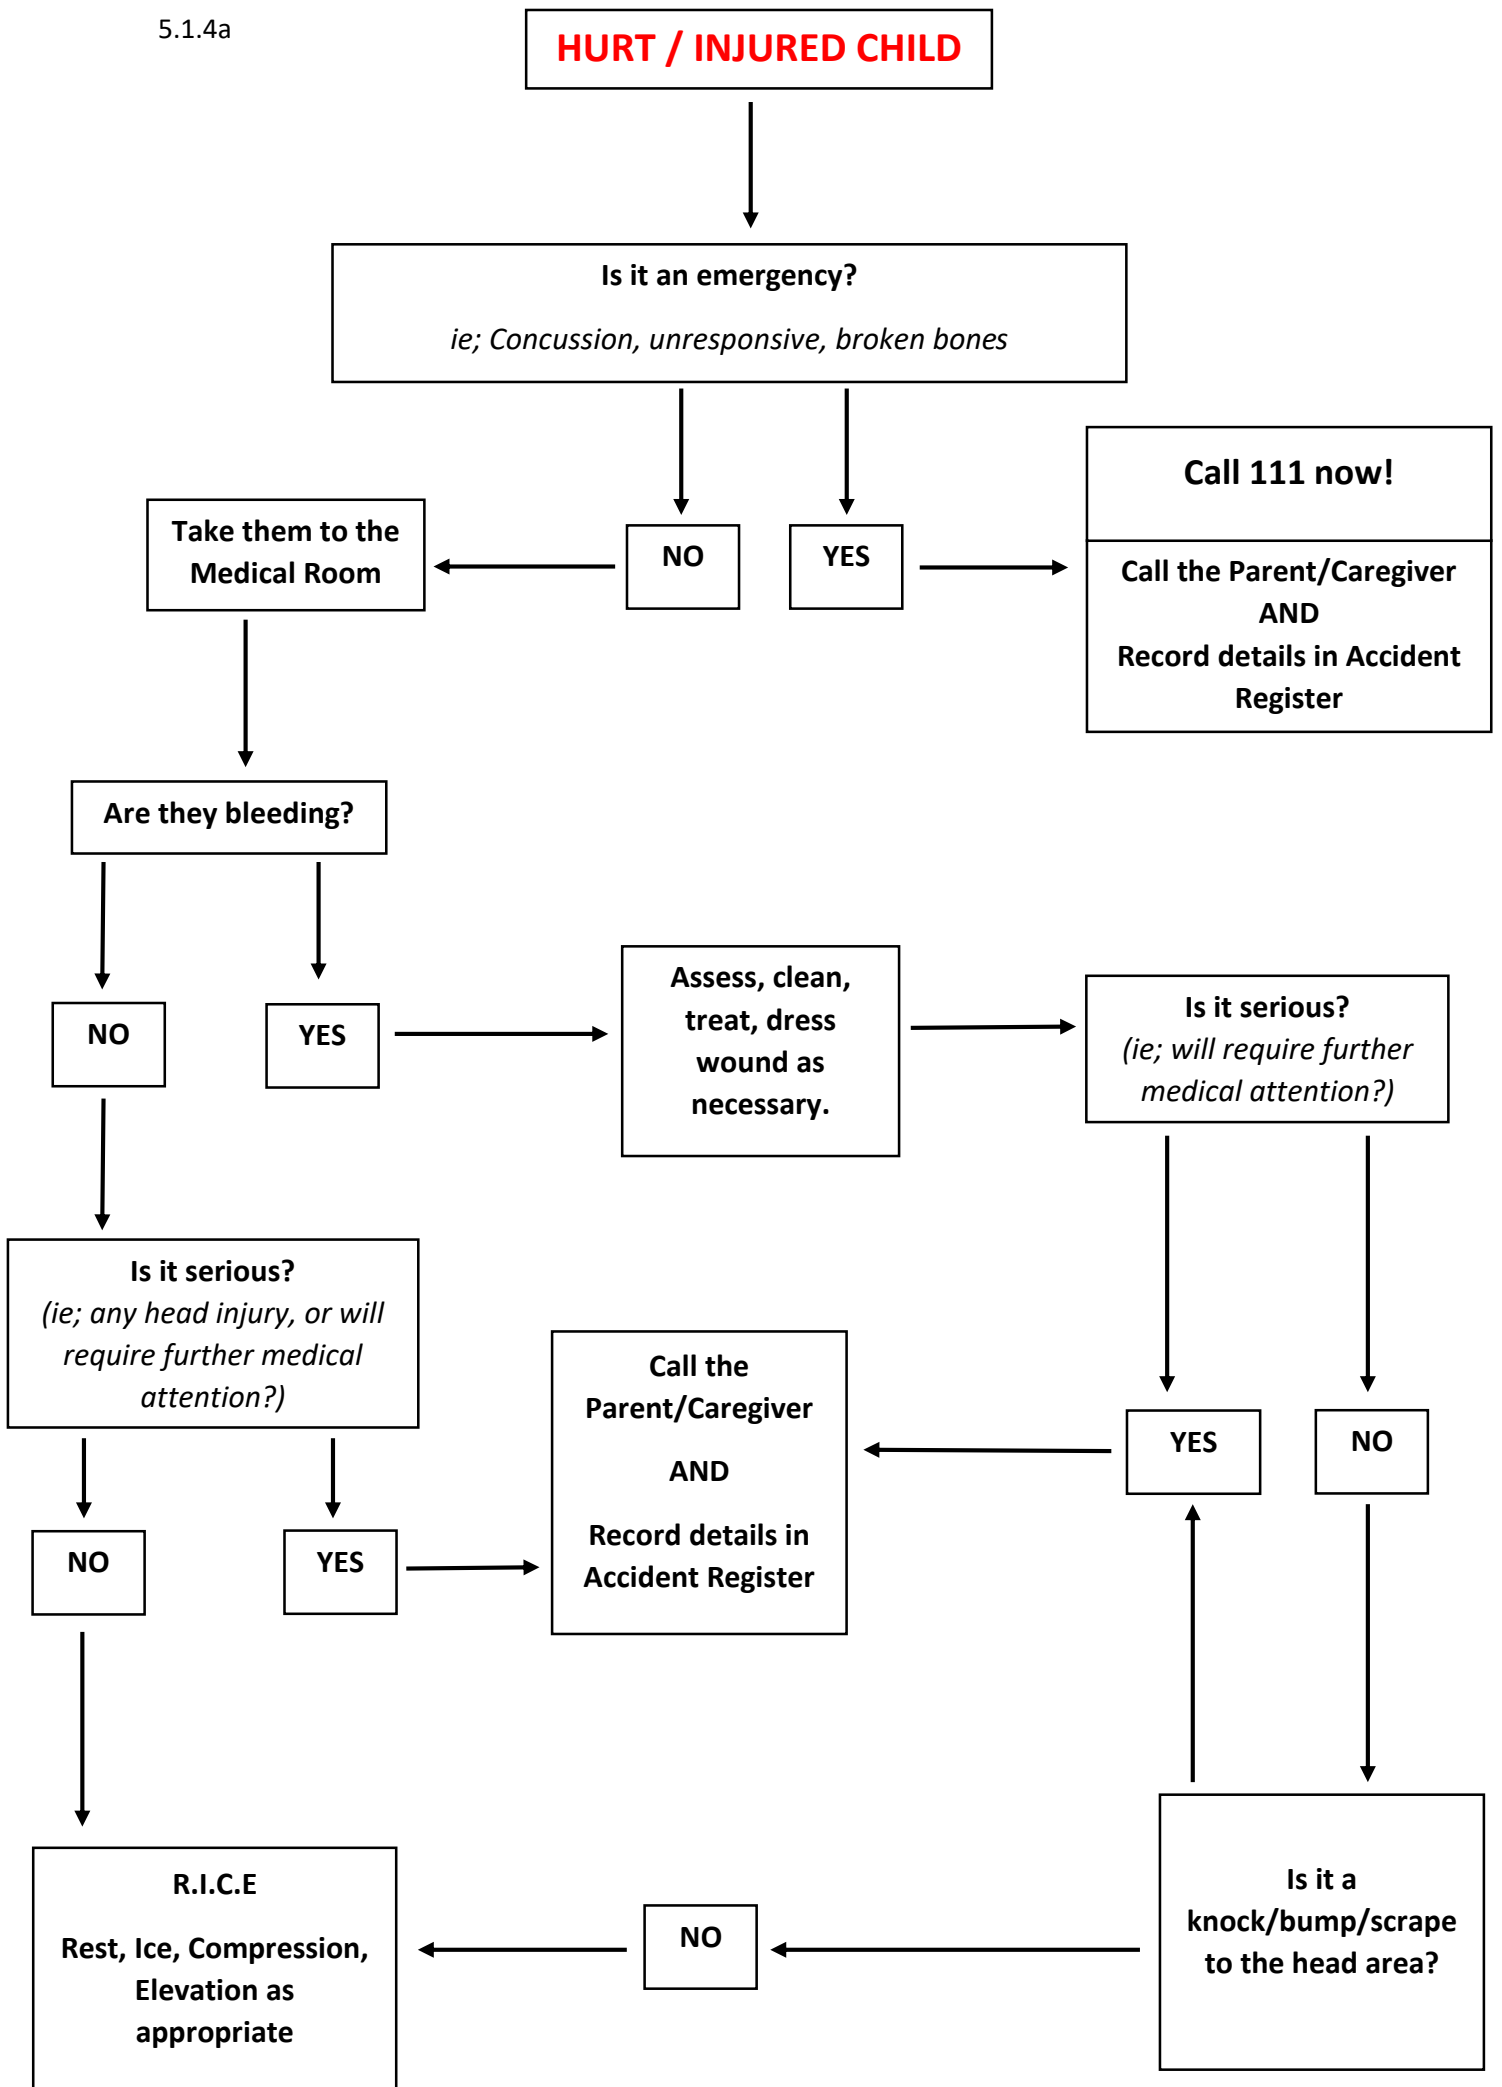 5.1.4a
HURT / INJURED CHILD
Is it an emergency?
ie; Concussion, unresponsive, broken bones
Call 111 now!
Take them to the
Medical Room
NO
YES
Call the Parent/Caregiver
AND
Record details in Accident
Register
Are they bleeding?
NO
YES
Assess, clean,
treat, dress
wound as
necessary.
Is it serious?
(ie; will require further
medical attention?)
Is it serious?
(ie; any head injury, or will
require further medical
attention?)
Call the
Parent/Caregiver
AND
Record details in
Accident Register
YES
NO
NO
YES
R.I.C.E
Rest, Ice, Compression,
Elevation as
appropriate
NO
Is it a
knock/bump/scrape
to the head area?